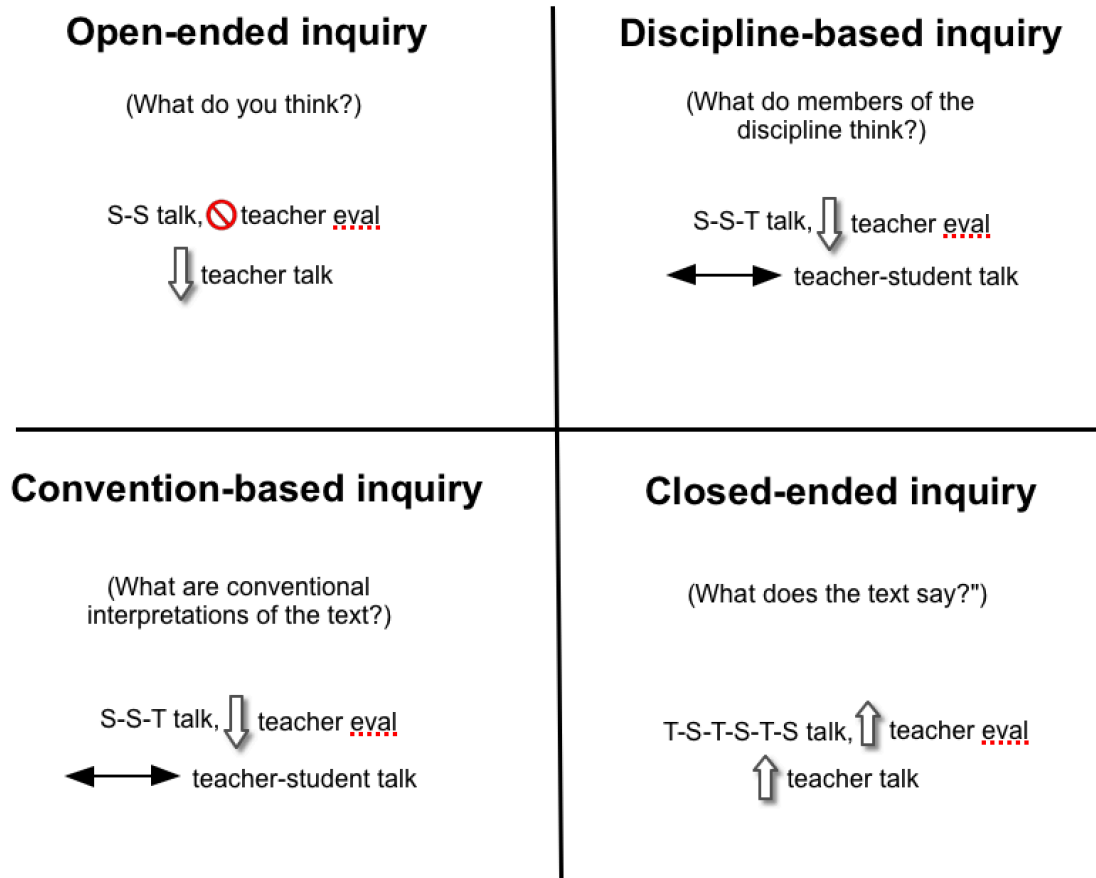 Open-ended inquiry
(What do you think?)
S-S talk, teacher eval
teacher talk
Discipline-based inquiry
(What do members of the
discipline think?)
S-S-T talk, teacher eval
teacher-student talk
Convention-based inquiry
(What are conventional
interpretations of the text?)
S-S-T talk, teacher eval
teacher-student talk
Closed-ended inquiry
(What does the text say?")
T-S-T-S-T-S talk, teacher eval
teacher talk